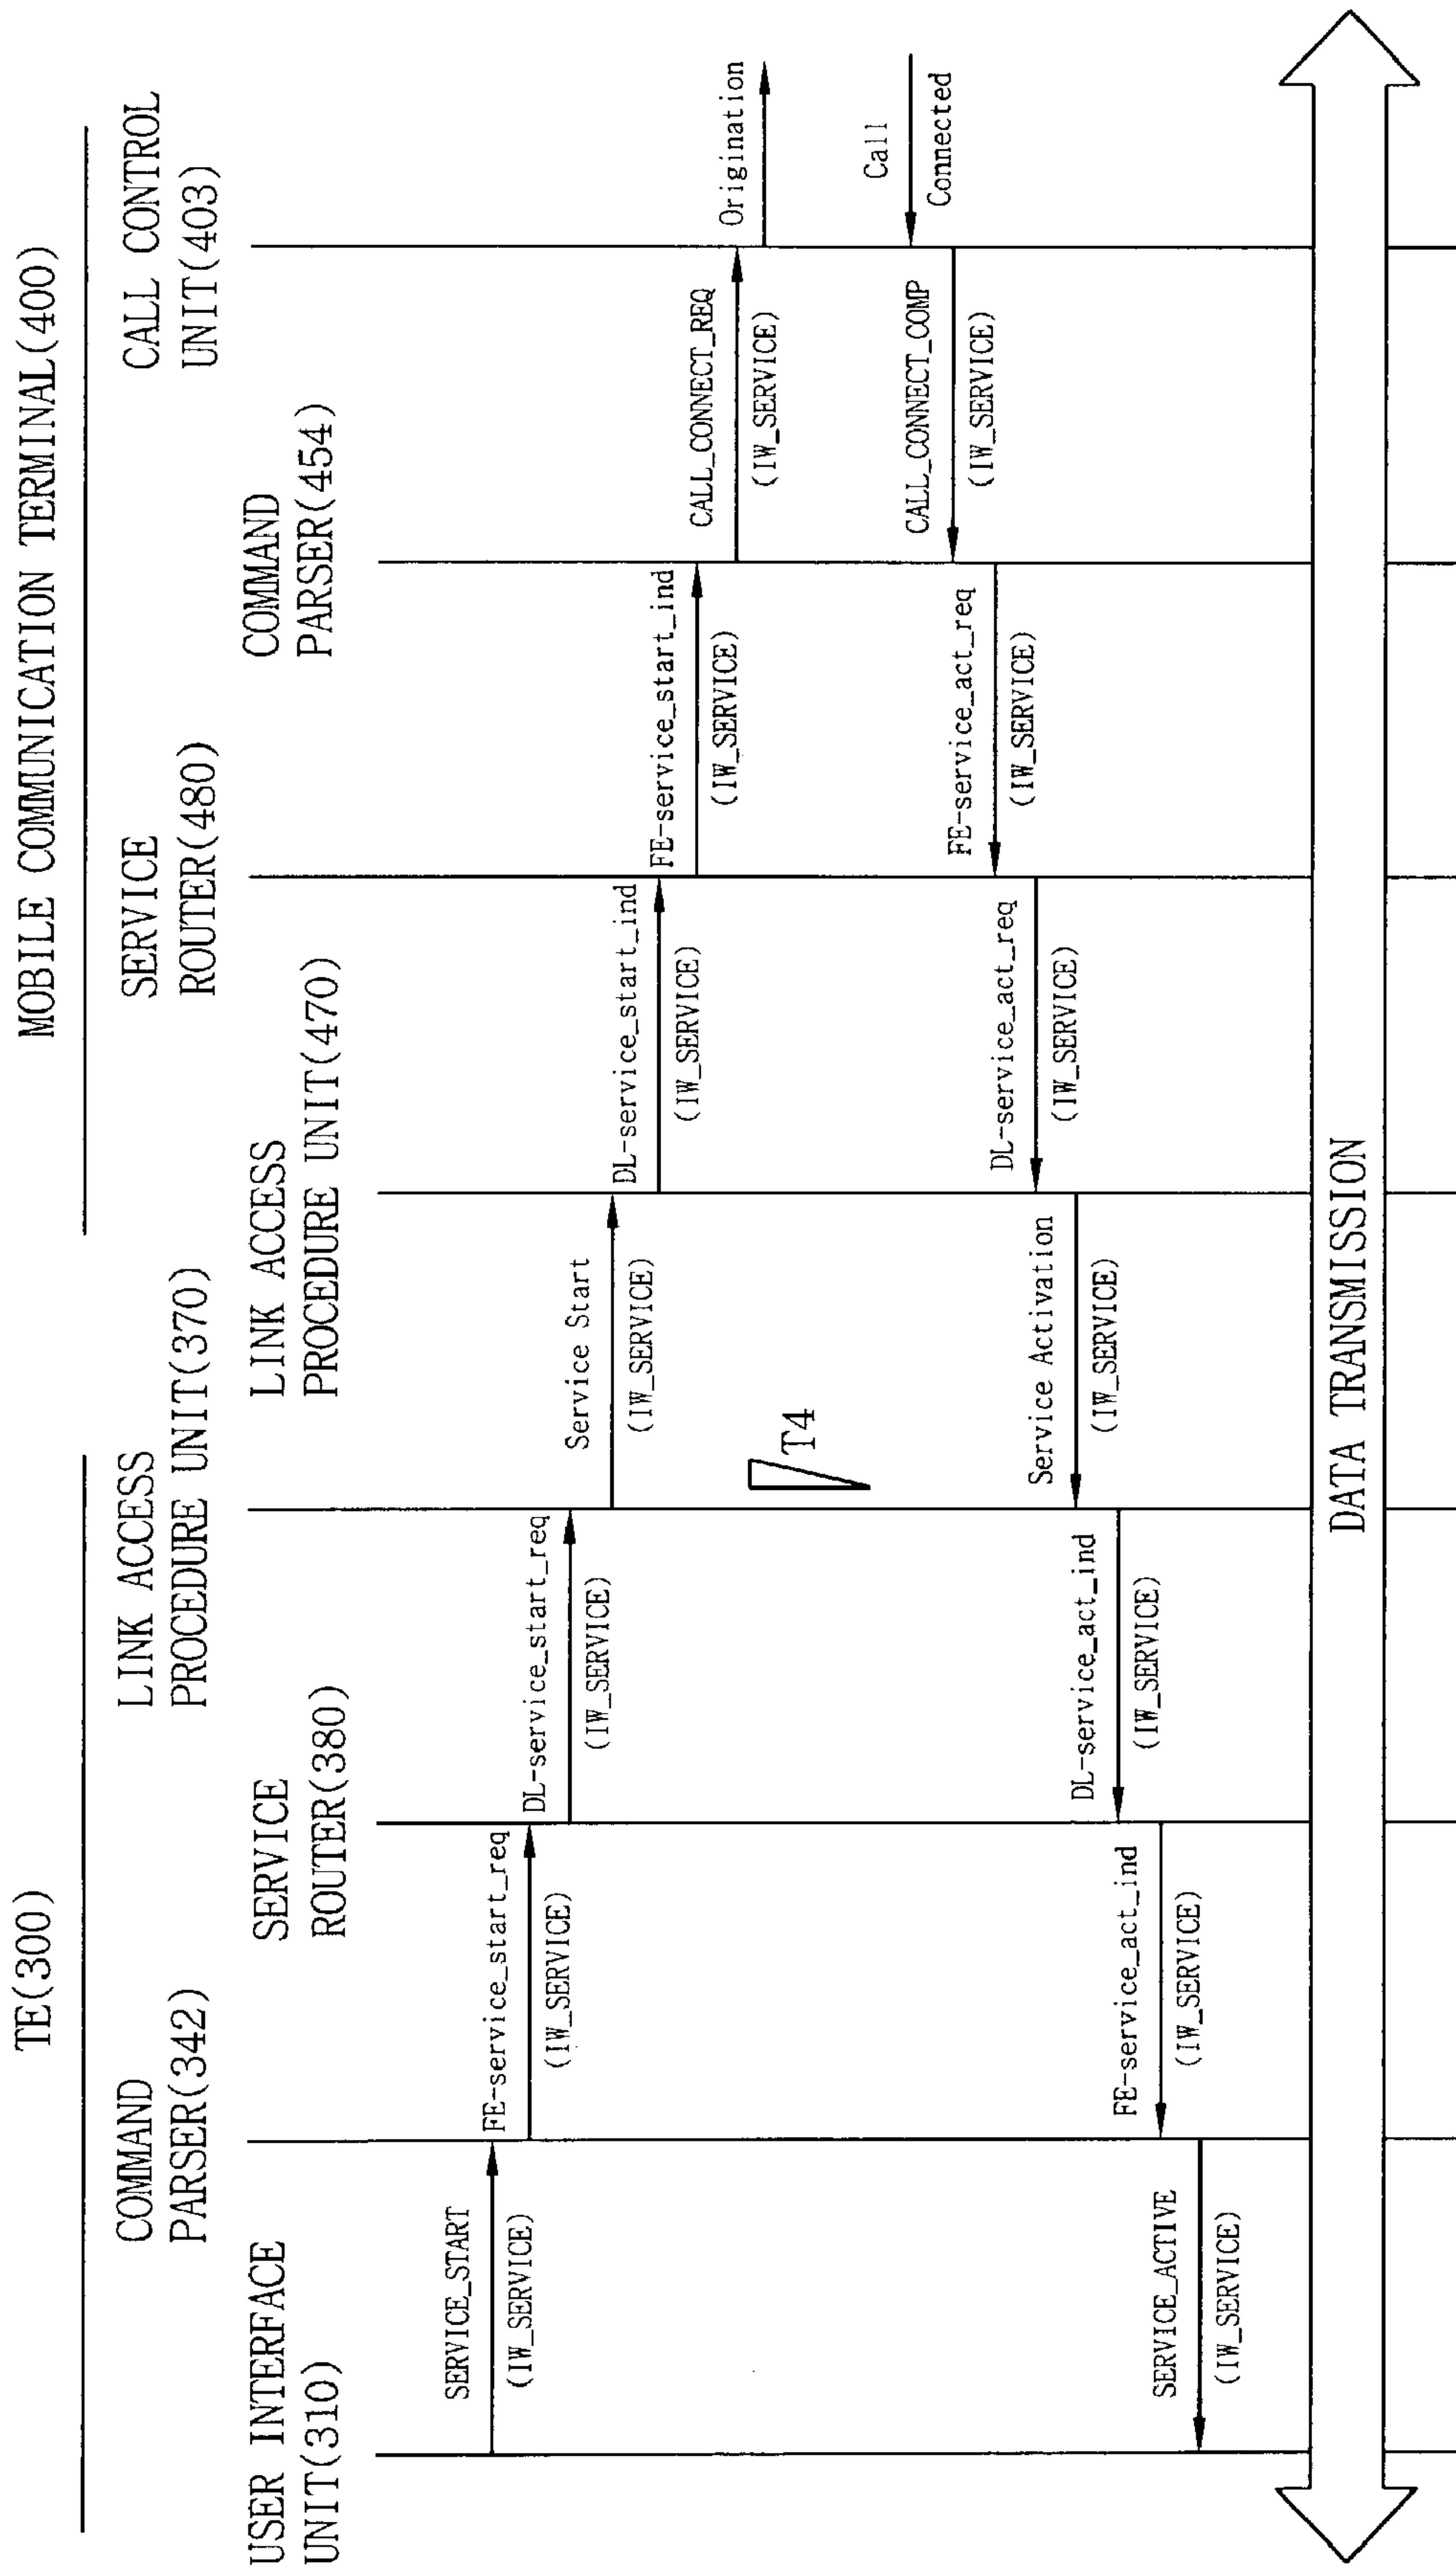 TE(300)
MOBILE COMMUNICATION TERMINAL(400)
USER INTERFACE
UNIT(310)
COMMAND
PARSER(342)
SERVICE
ROUTER(380)
LINK ACCESS
PROCEDURE UNIT(370)
LINK ACCESS
PROCEDURE UNIT(470)
SERVICE
ROUTER(480)
COMMAND
PARSER(454)
CALL CONTROL
UNIT(403)
SERVICE_START
(IW_SERVICE)
FE-service_start_req
(IW_SERVICE)
DL-service_start_req
(IW_SERVICE)
Service Start
(IW_SERVICE)
DL-service_start_ind
(IW_SERVICE)
FE-service_start_ind
(IW_SERVICE)
CALL_CONNECT_REQ
(IW_SERVICE)
Origination
T4
Call
Connected
CALL_CONNECT_COMP
(IW_SERVICE)
FE-service_act_req
(IW_SERVICE)
DL-service_act_req
(IW_SERVICE)
Service Activation
(IW_SERVICE)
DL-service_act_ind
(IW_SERVICE)
FE-service_act_ind
(IW_SERVICE)
SERVICE_ACTIVE
(IW_SERVICE)
DATA TRANSMISSION